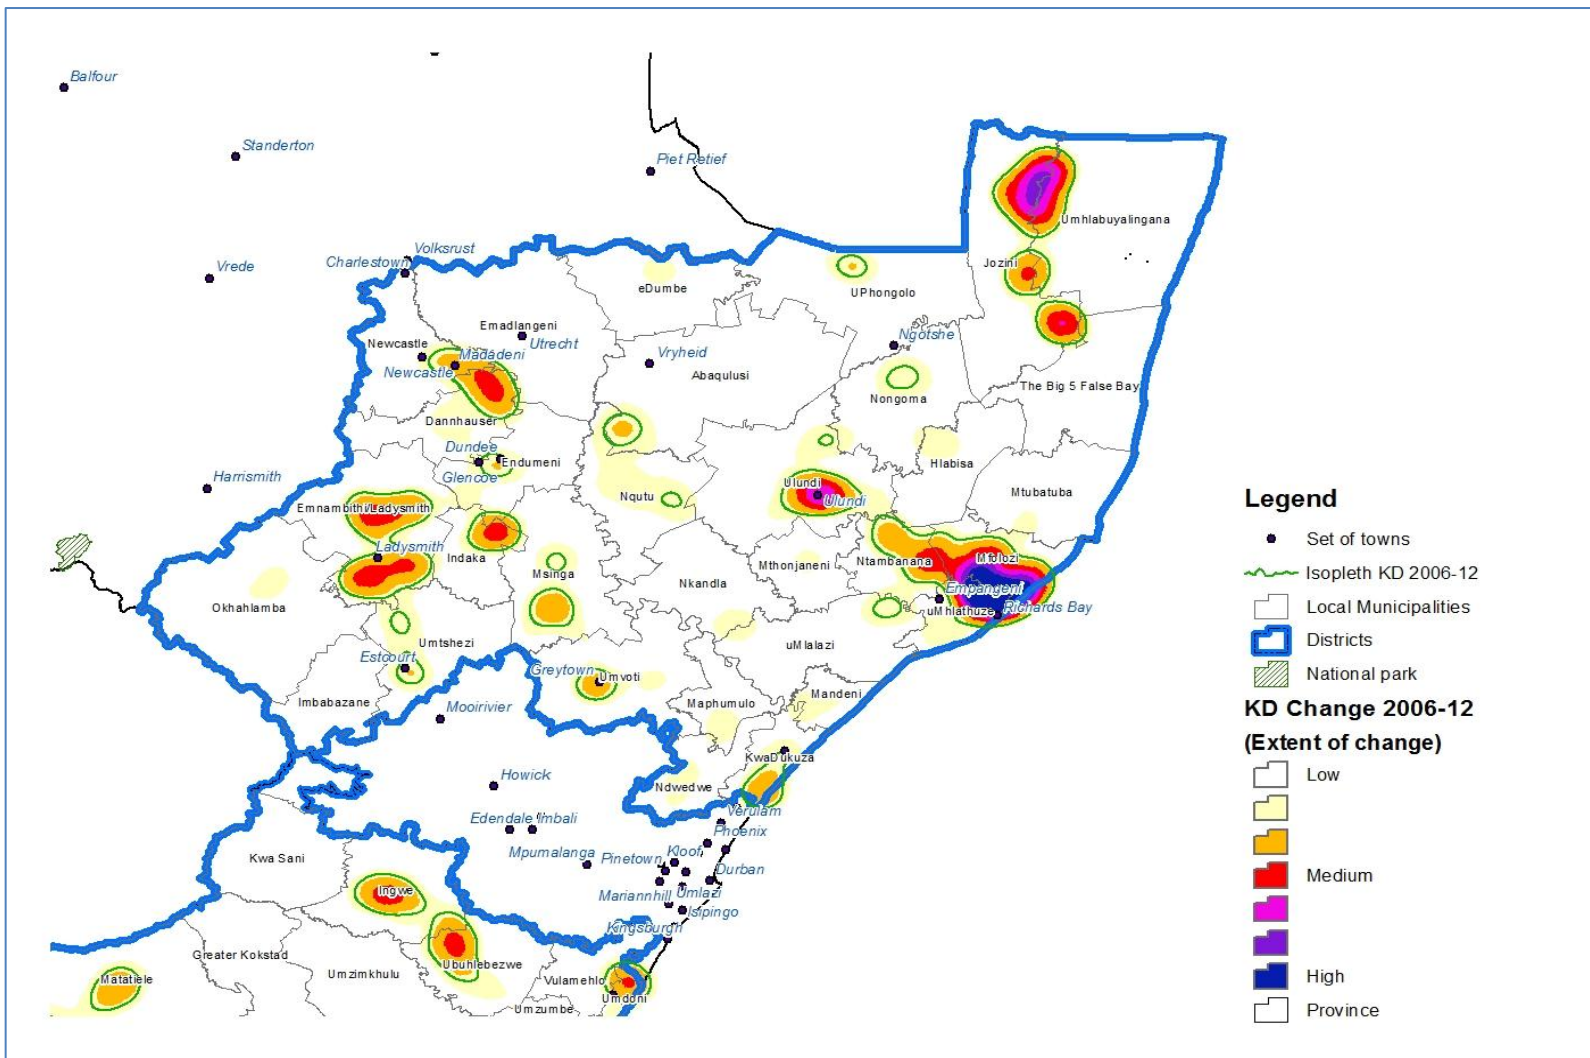 Balfour
Standerton
Piet Retief
Umhlabuyalingana
Volksrust
Charlestown
Vrede
Jozini
eDumbe
UPhongolo
Emadlangeni
Newcastle
Utrecht
Madadeni
Newcastle
Vryheid
Ngotshe
Abaqulusi
The Big 5 False Bay
Nongoma
Dannhauser
Dundee
Endumeni
Glencoe
Hlabisa
Harrismith
Nqutu
Ulundi
Ulundi
Mtubatuba
Emnambithi/Ladysmith
Ladysmith
Indaka
Msinga
Nkandla
Mthonjaneni
Ntambanana
Mfolozi
Empangeni
uMhlathuze
Richards Bay
Okhahlamba
Umtshezi
uMlalazi
Estcourt
Greytown
Umvoti
Imbabazane
Mooirivier
Maphumulo
Mandeni
KwaDukuza
Howick
Ndwedwe
Verulam
Edendale
Imbali
Phoenix
Mpumalanga
Pinetown
Kloof
Durban
Kwa Sani
Mariannhill
Umlazi
Ingwe
Isipingo
Kingsburgh
Greater Kokstad
Ubuhlebezwe
Umzimkhulu
Matatiele
Vulamehlo
Umdoni
Umzumbe
Legend
Set of towns
Isopleth KD 2006-12
Local Municipalities
Districts
National park
KD Change 2006-12
(Extent of change)
Low
Medium
High
Province